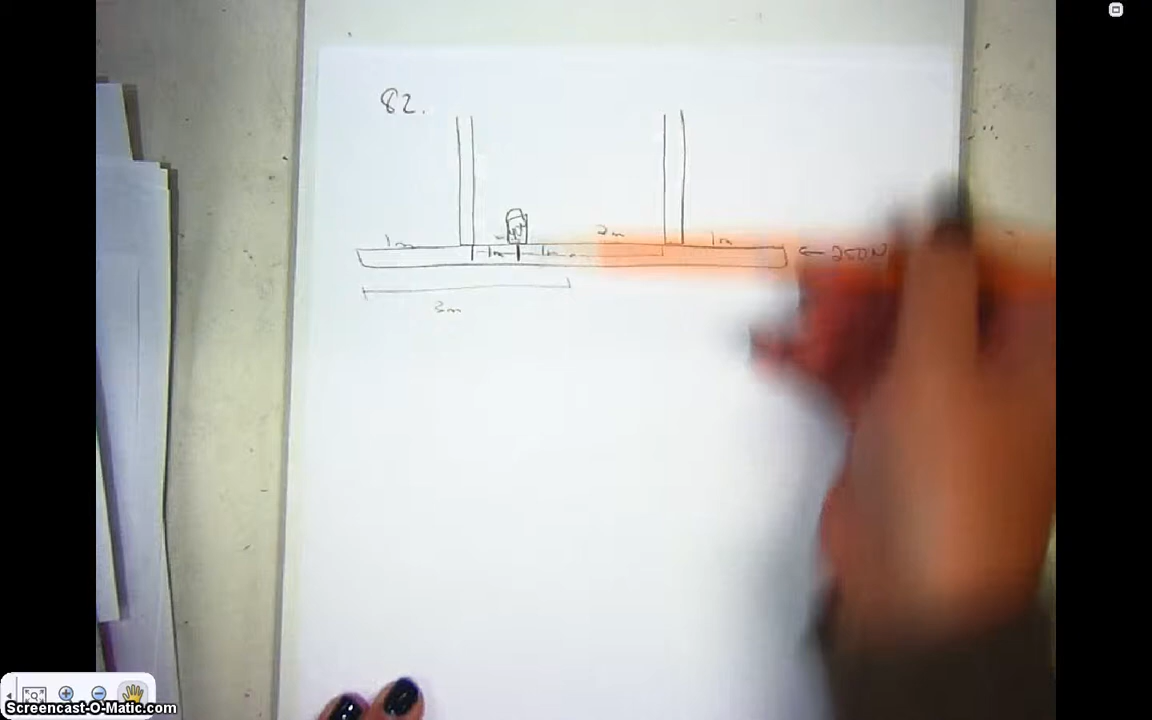 82.
1m
2m
1m
1m
1m
← 250N
3m
Screencast-O-Matic.com